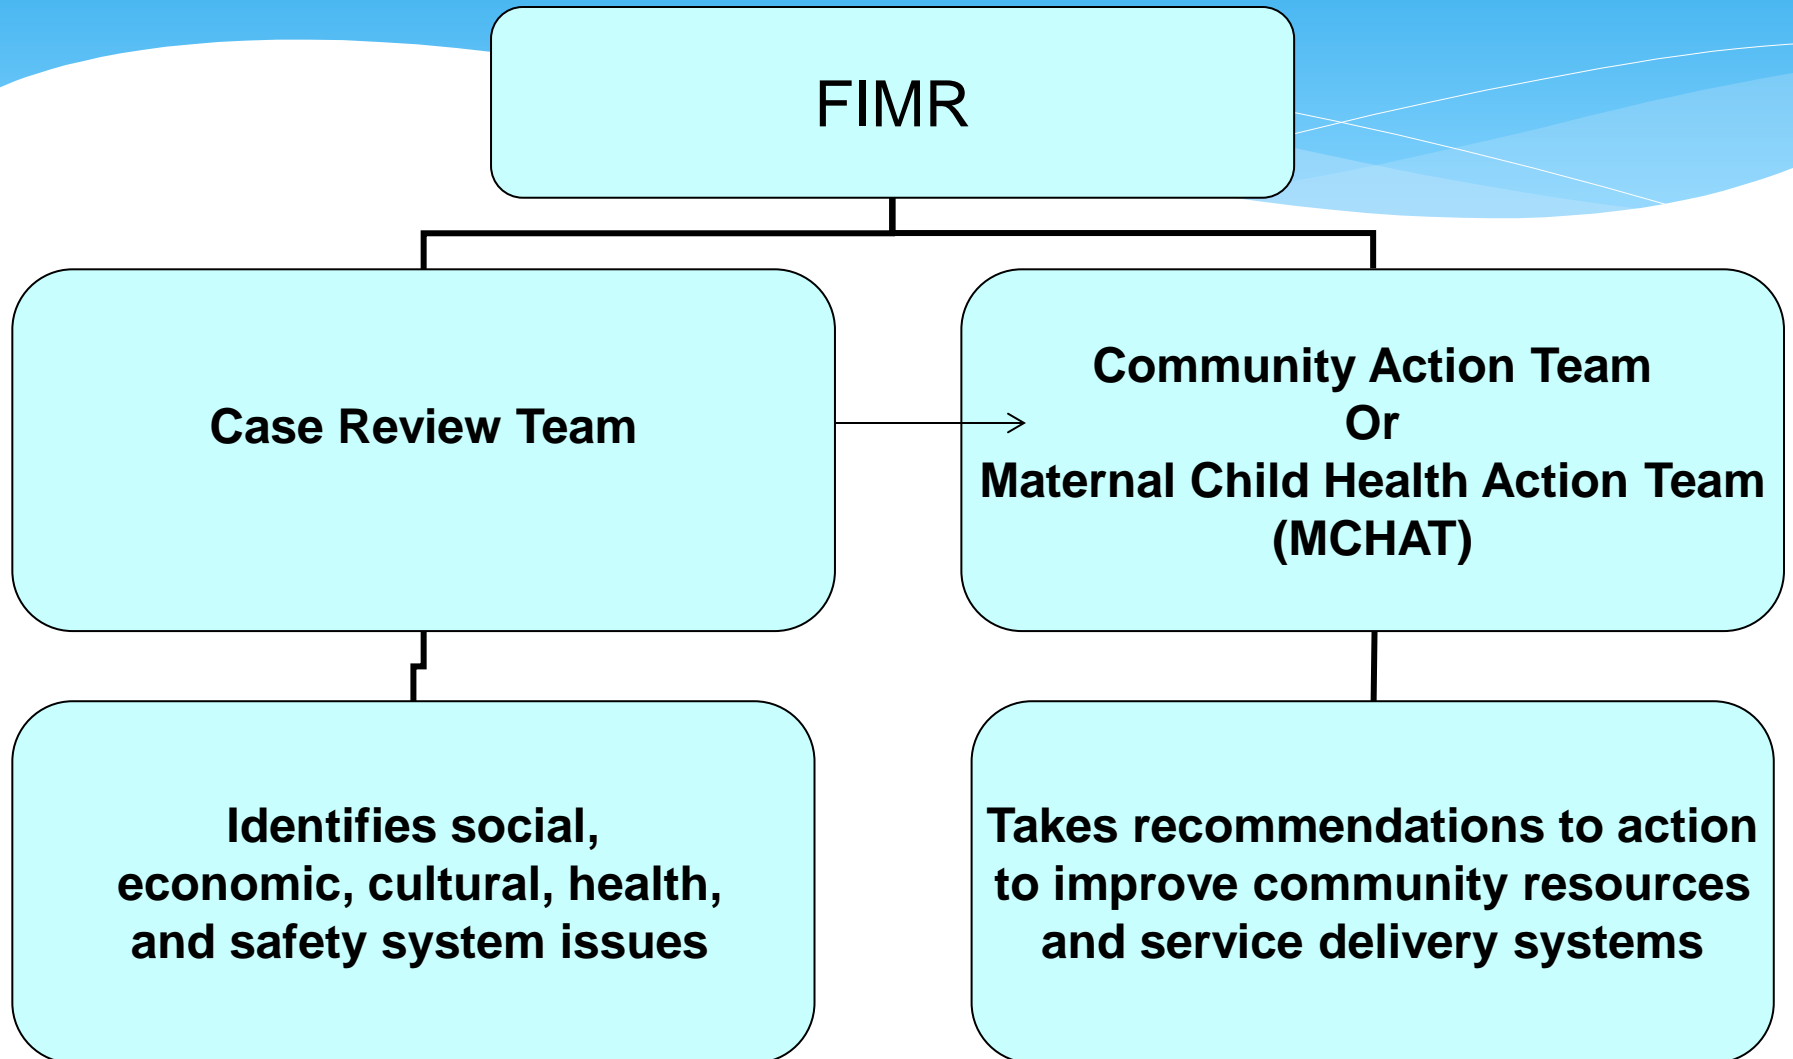 FIMR
Case Review Team
Community Action Team
Or
Maternal Child Health Action Team
(MCHAT)
Identifies social,
economic, cultural, health,
and safety system issues
Takes recommendations to action
to improve community resources
and service delivery systems